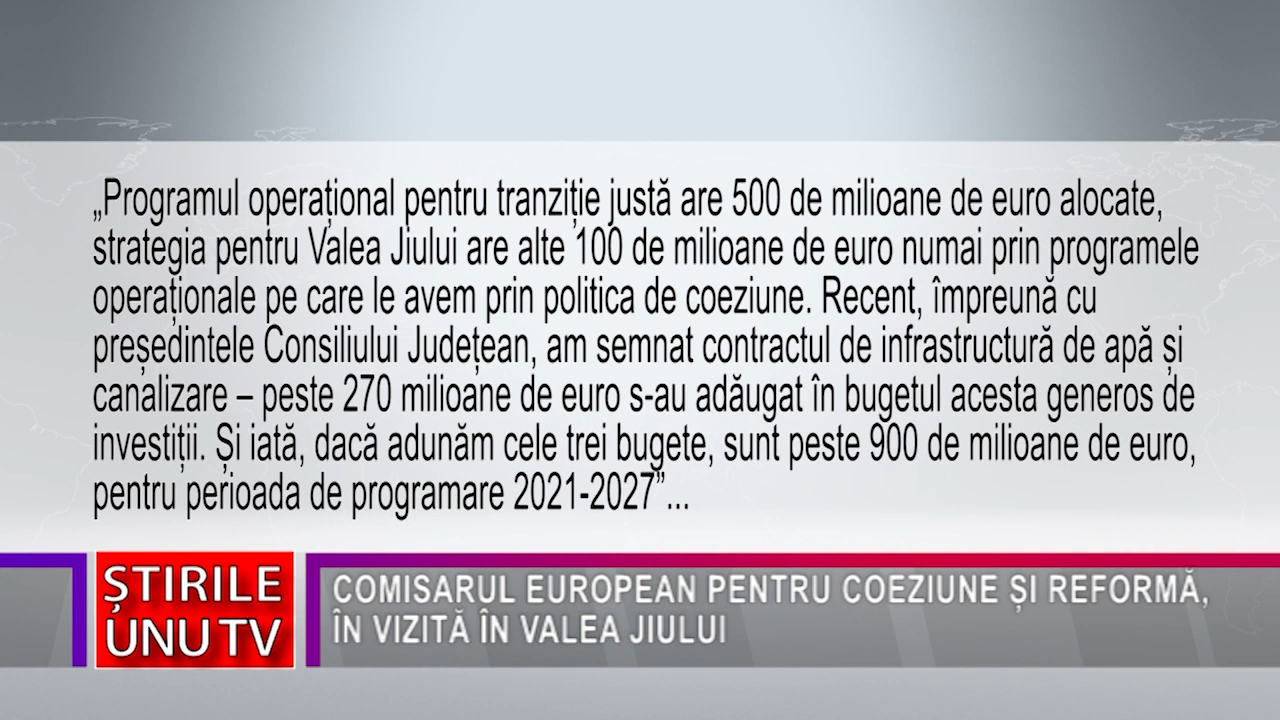 „Programul operațional pentru tranziție justă are 500 de milioane de euro alocate,
strategia pentru Valea Jiului are alte 100 de milioane de euro numai prin programele
operaționale pe care le avem prin politica de coeziune. Recent, împreună cu
președintele Consiliului Județean, am semnat contractul de infrastructură de apă și
canalizare – peste 270 milioane de euro s-au adăugat în bugetul acesta generos de
investiții. Și iată, dacă adunăm cele trei bugete, sunt peste 900 de milioane de euro,
pentru perioada de programare 2021-2027”...
ȘTIRILE
UNU TV
COMISARUL EUROPEAN PENTRU COEZIUNE ȘI REFORMĂ,
ÎN VIZITĂ ÎN VALEA JIULUI